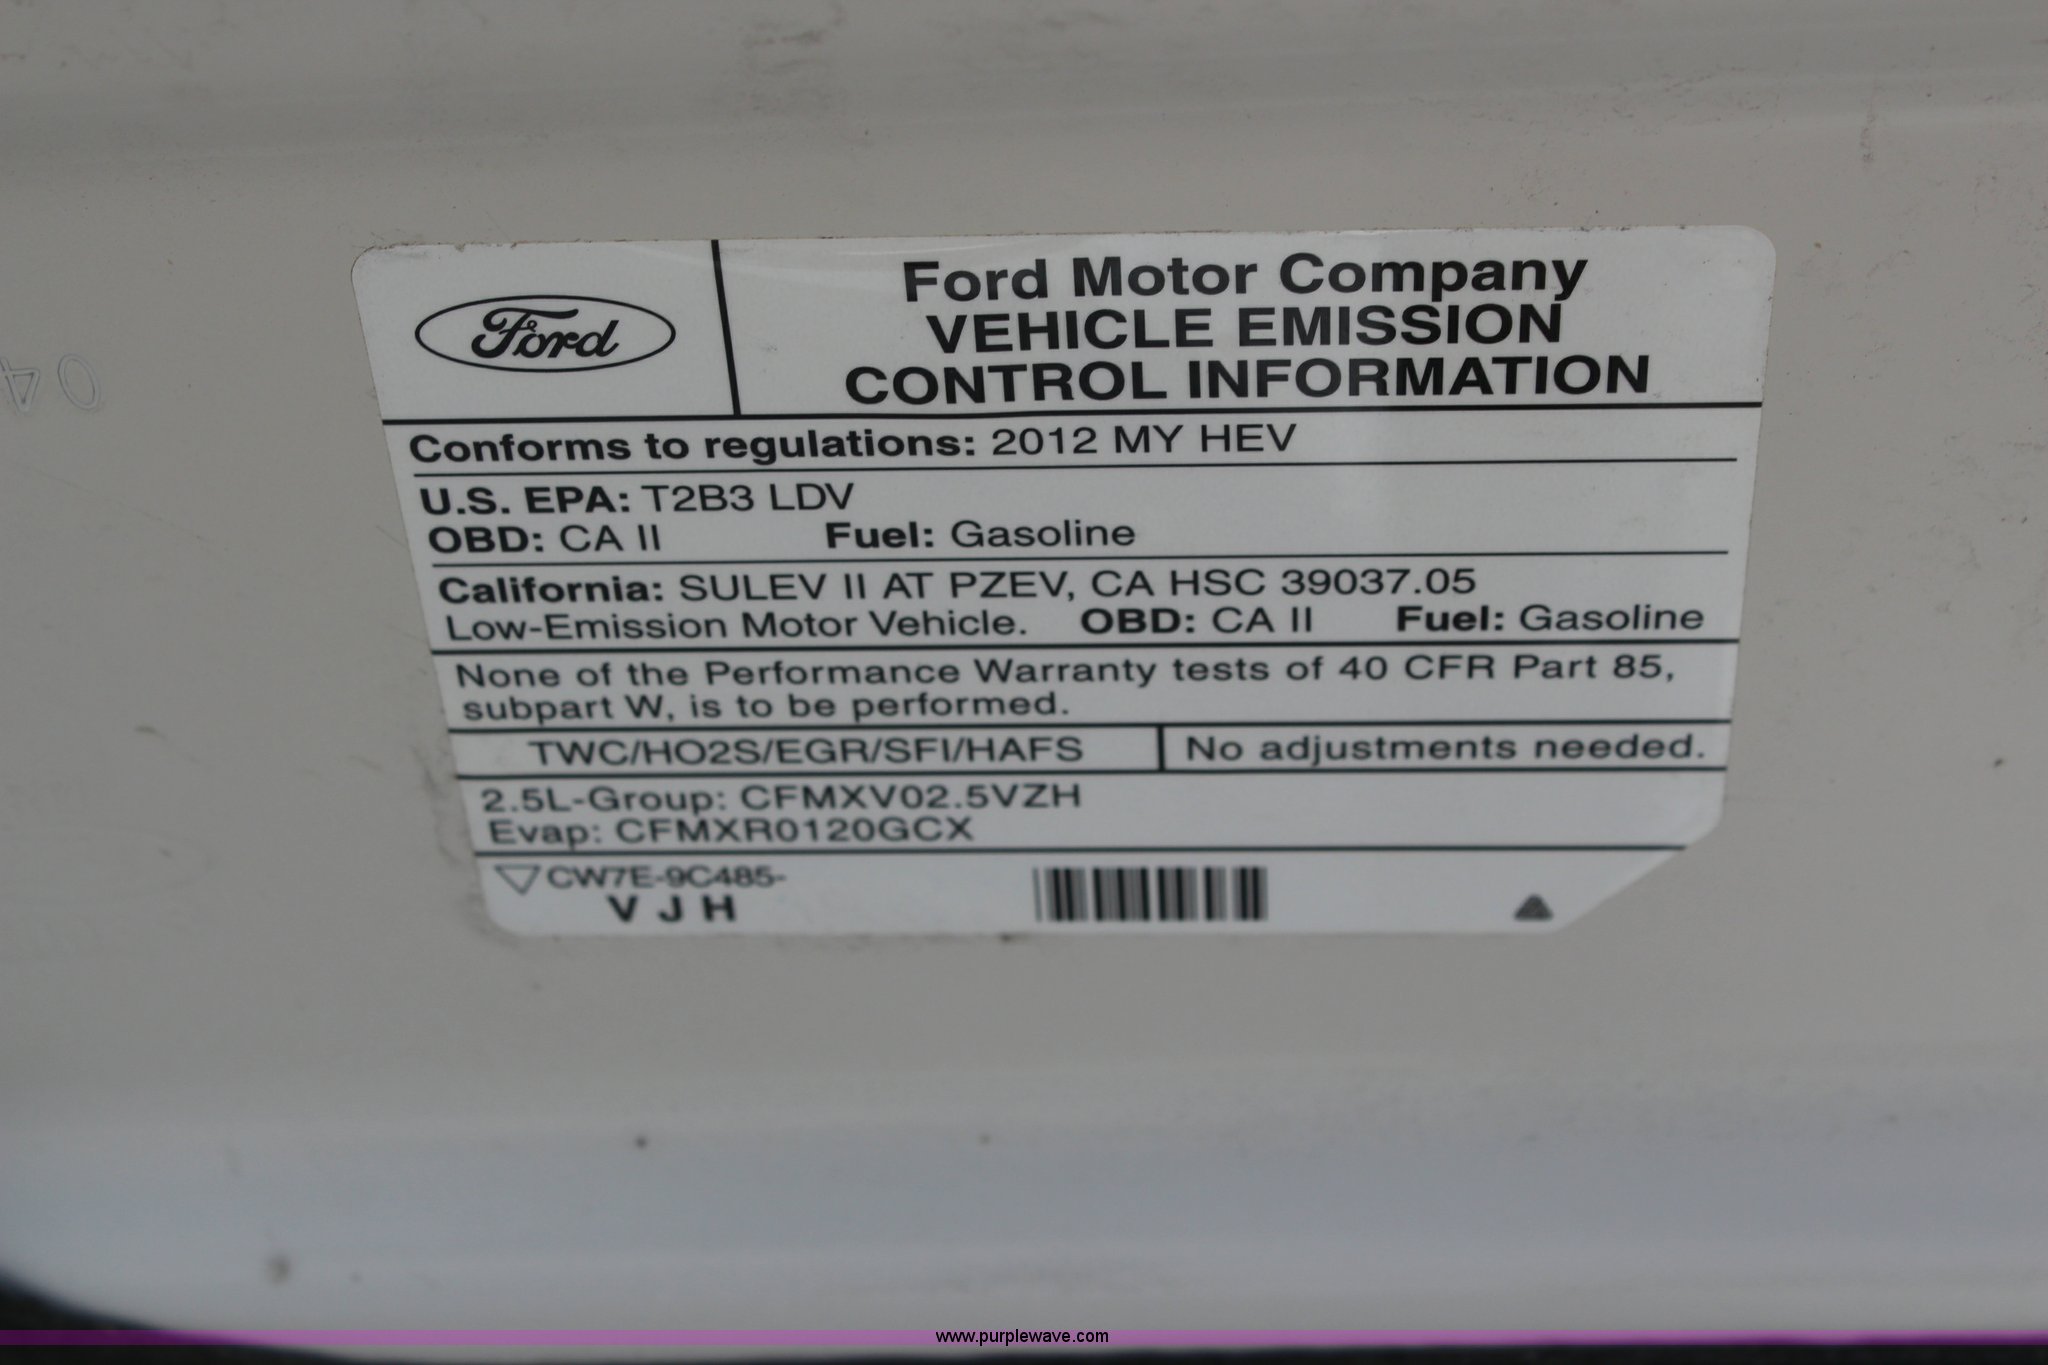 Ford
Ford Motor Company
VEHICLE EMISSION
CONTROL INFORMATION
Conforms to regulations: 2012 MY HEV
U.S. EPA: T2B3 LDV
OBD: CA II Fuel: Gasoline
California: SULEV II AT PZEV, CA HSC 39037.05
Low-Emission Motor Vehicle. OBD: CA II Fuel: Gasoline
None of the Performance Warranty tests of 40 CFR Part 85,
subpart W, is to be performed.
TWC/HO2S/EGR/SFI/HAFS No adjustments needed.
2.5L-Group: CFMXV02.5VZH
Evap: CFMXR0120GCX
CW7E-9C485-
V J H
04
www.purplewave.com